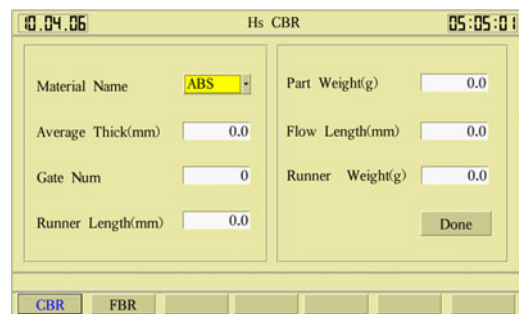 10.04.06 Hs CBR 05:05:01
Material Name ABS
Average Thick(mm) 0.0
Gate Num 0
Runner Length(mm) 0.0
Part Weight(g) 0.0
Flow Length(mm) 0.0
Runner Weight(g) 0.0
Done
CBR FBR